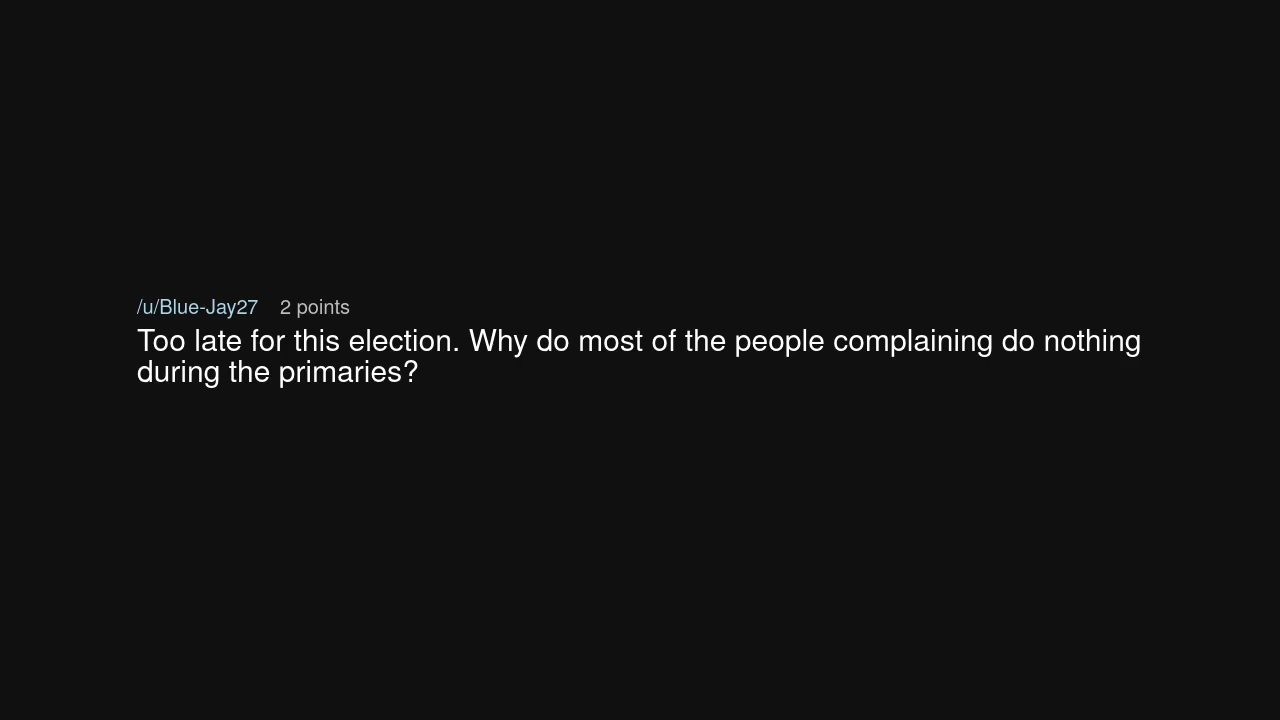 /u/Blue-Jay27 2 points
Too late for this election. Why do most of the people complaining do nothing
during the primaries?